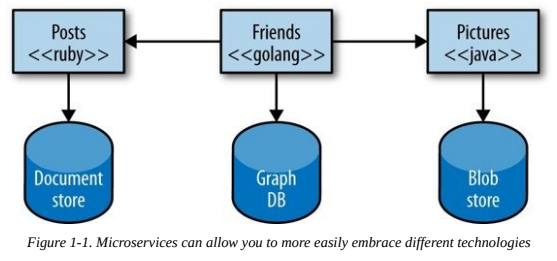 Posts
<<ruby>>
Friends
<<golang>>
Pictures
<<java>>
Document
store
Graph
DB
Blob
store
Figure 1-1. Microservices can allow you to more easily embrace different technologies